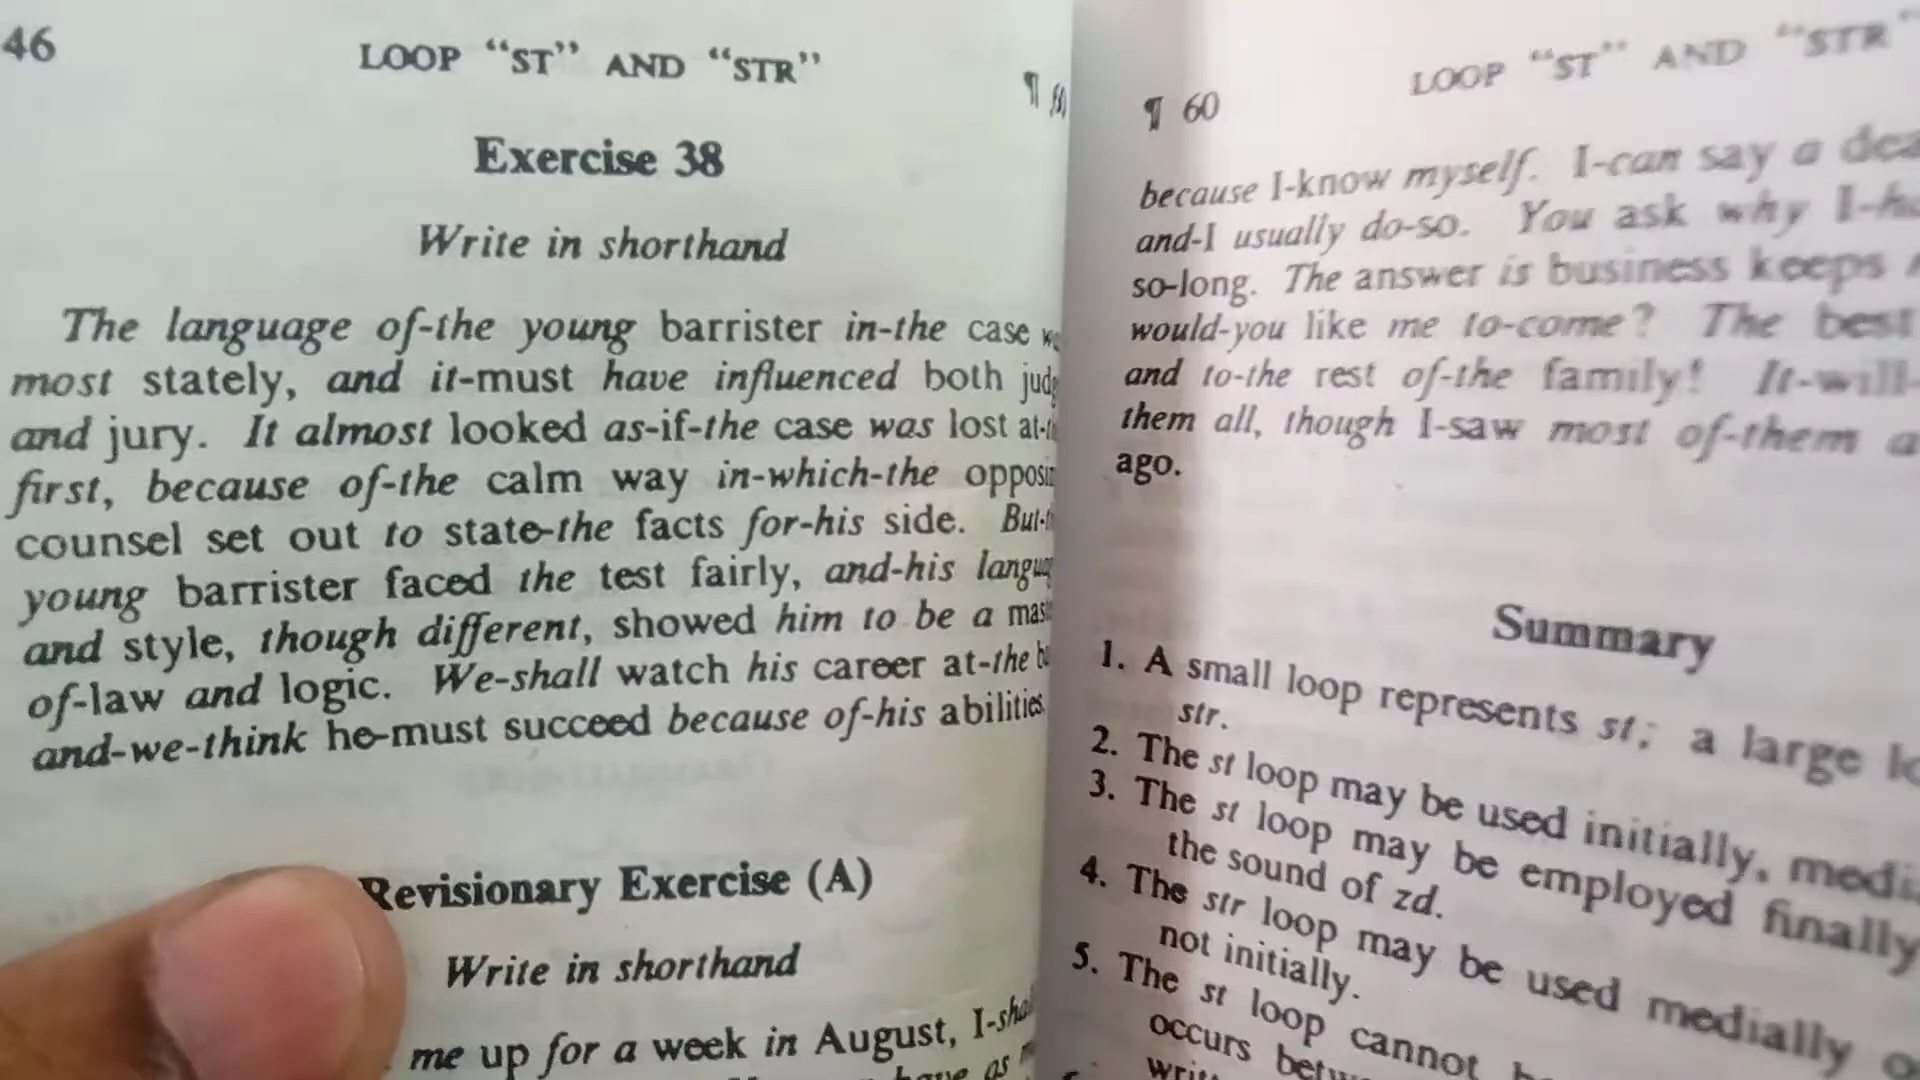 46
LOOP “ST” AND “STR”
¶
Exercise 38
Write in shorthand
The language of-the young barrister in-the case
most stately, and it-must have influenced both
and jury. It almost looked as-if-the case was lost
first, because of-the calm way in-which-the
counsel set out to state-the facts for-his side.
young barrister faced the test fairly, and-his
and style, though different, showed him to be a
of-law and logic. We-shall watch his career at-the
and-we-think he-must succeed because of-his abilities.
Revisionary Exercise (A)
Write in shorthand
me up for a week in August,
have as
LOOP “ST” AND “STR”
¶ 60
because I-know myself. I-can say a
and-I usually do-so. You ask why
so-long. The answer is business keeps
would-you like me to-come? The best
and to-the rest of-the family! It-will-
them all, though I-saw most of-them a
ago.
Summary
1. A small loop represents st; a large
str.
2. The st loop may be used initially,
3. The st loop may be employed finally
the sound of zd.
4. The str loop may be used medially
not initially.
5. The st loop cannot
occurs